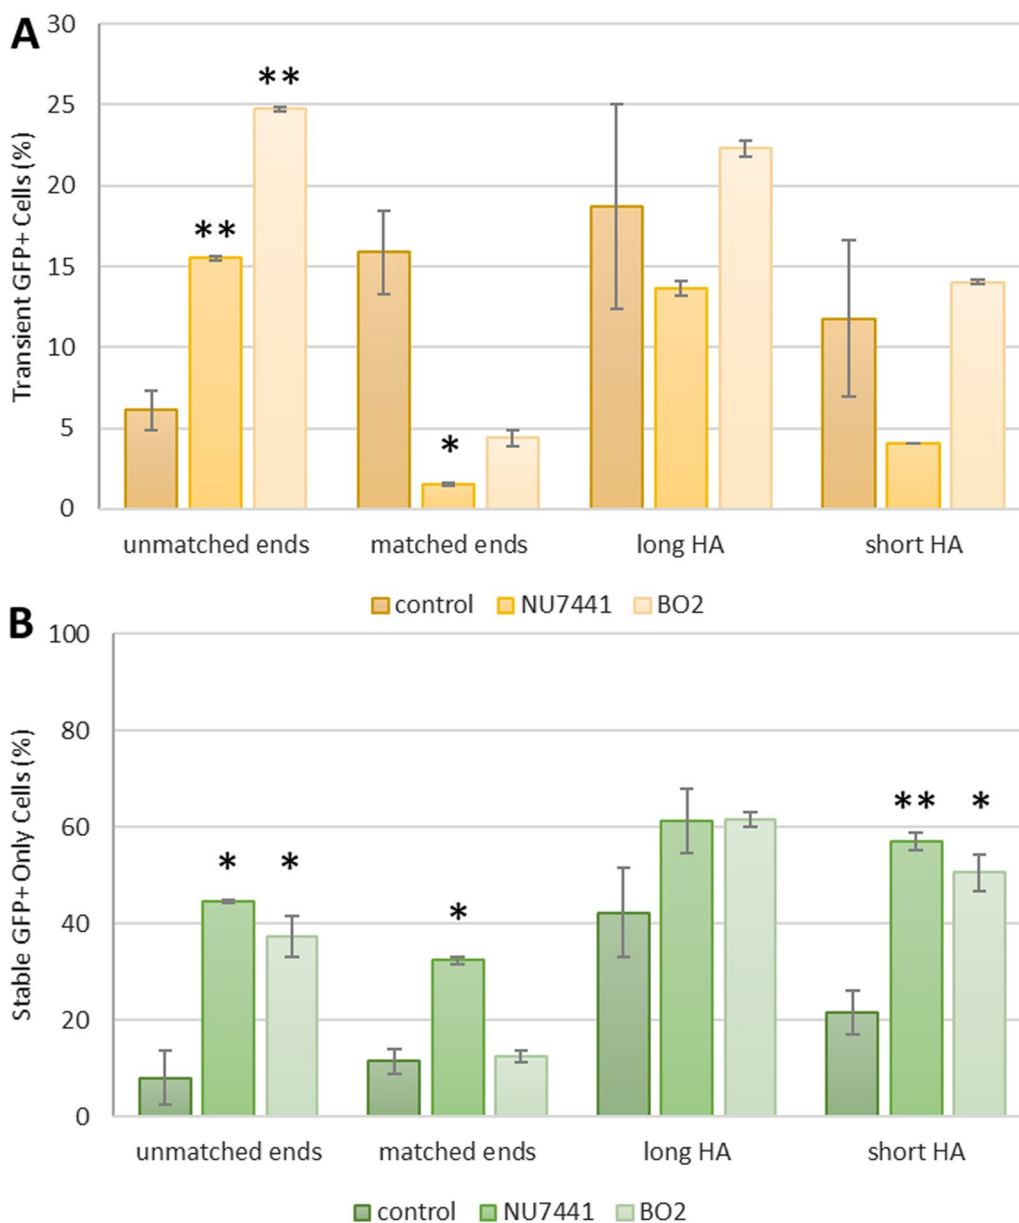 A
Transient GFP+ Cells (%)
30
25
20
15
10
5
0
**
**
*
unmatched ends matched ends long HA short HA
control NU7441 BO2
B
Stable GFP+ Only Cells (%)
100
80
60
40
20
0
* *
*
** *
unmatched ends matched ends long HA short HA
control NU7441 BO2